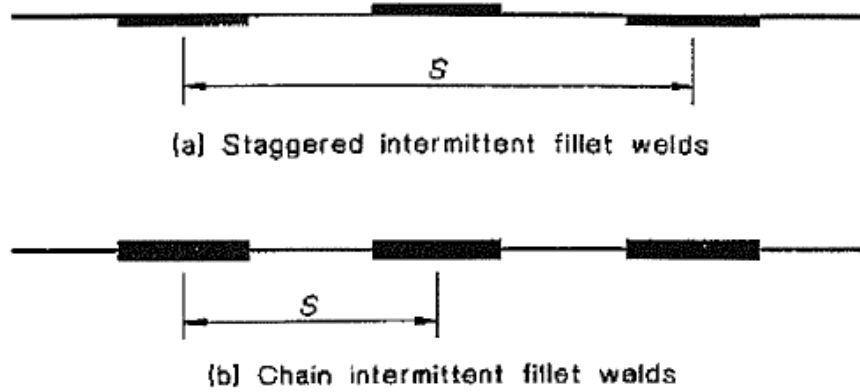 S
(a) Staggered intermittent fillet welds
S
(b) Chain intermittent fillet welds